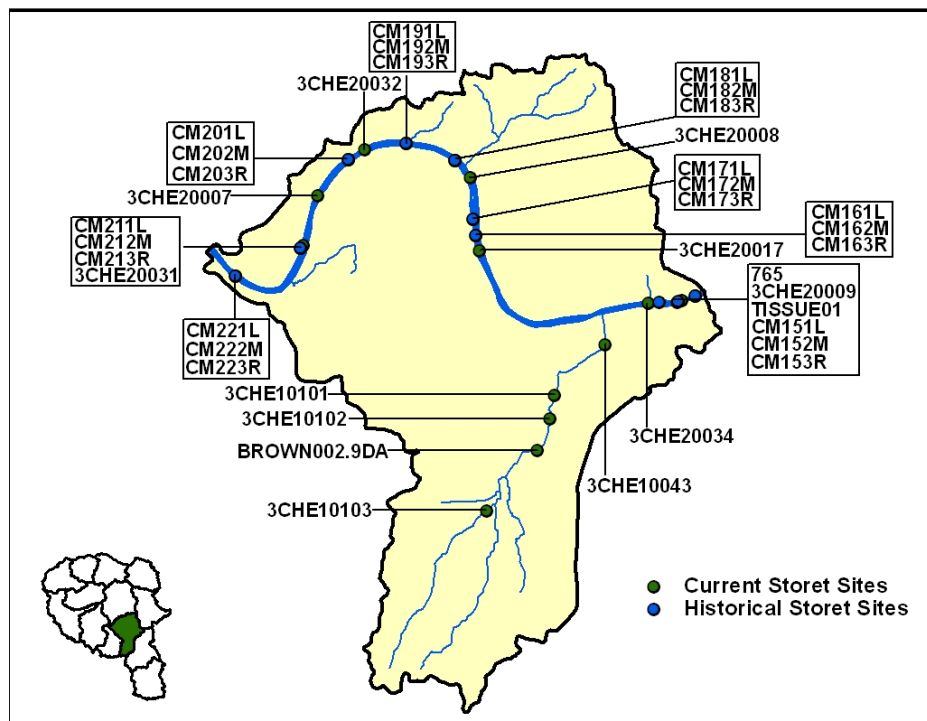 CM191L
CM192M
CM193R
3CHE20032
CM181L
CM182M
CM183R
CM201L
CM202M
CM203R
3CHE20008
CM171L
CM172M
CM173R
3CHE20007
CM161L
CM162M
CM163R
CM211L
CM212M
CM213R
3CHE20031
3CHE20017
765
3CHE20009
TISSUE01
CM151L
CM152M
CM153R
CM221L
CM222M
CM223R
3CHE10101
3CHE10102
3CHE20034
BROWN002.9DA
3CHE10043
3CHE10103
Current Storet Sites
Historical Storet Sites